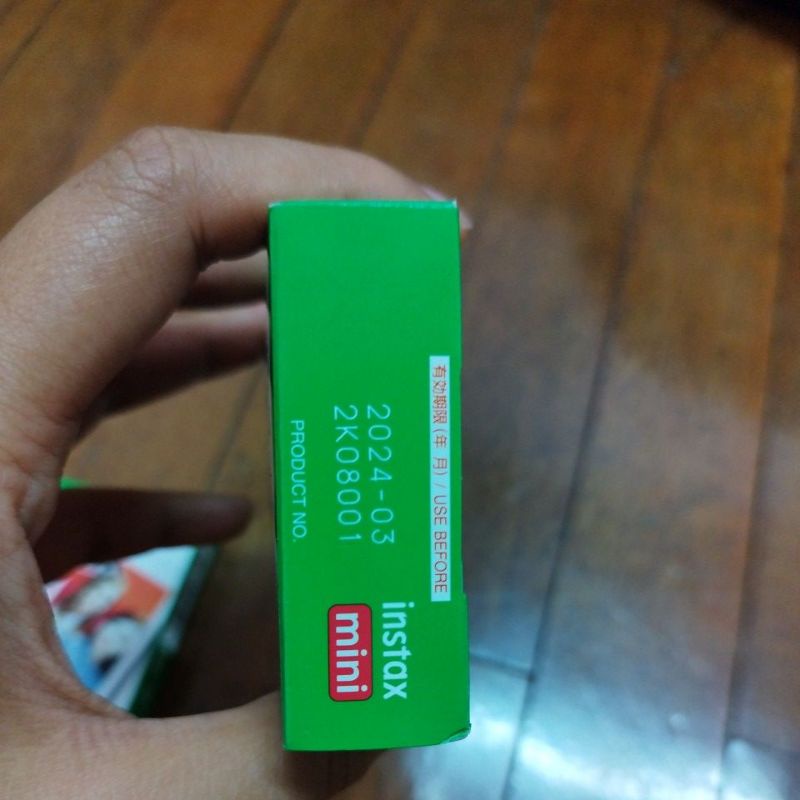 有効期限 (年 月) / USE BEFORE
2024-03
2K08001
PRODUCT NO.
instax
mini